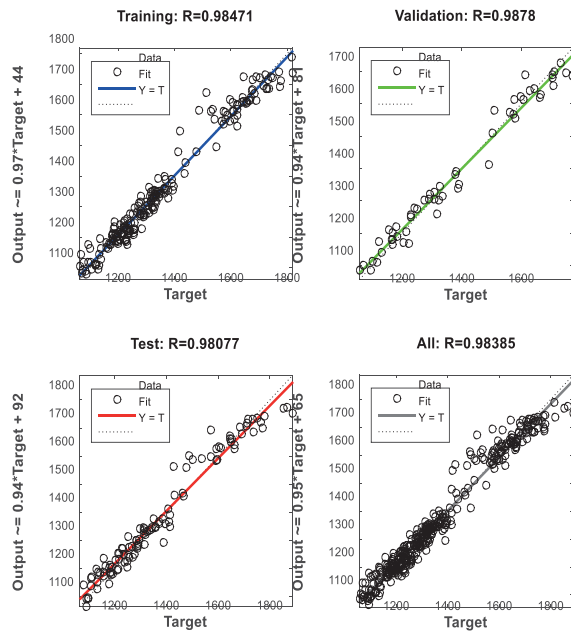 Training: R=0.98471
Output ~= 0.97*Target + 44
1800
1700
1600
1500
1400
1300
1200
1100
Data
Fit
Y = T
1200
1400
1600
1800
Target
Validation: R=0.9878
Output ~= 0.94*Target + 81
1700
1600
1500
1400
1300
1200
1100
Data
Fit
Y = T
1200
1400
1600
Target
Test: R=0.98077
Output ~= 0.94*Target + 92
1800
1700
1600
1500
1400
1300
1200
1100
Data
Fit
Y = T
1200
1400
1600
1800
Target
All: R=0.98385
Output ~= 0.95*Target + 65
1800
1700
1600
1500
1400
1300
1200
1100
Data
Fit
Y = T
1200
1400
1600
1800
Target